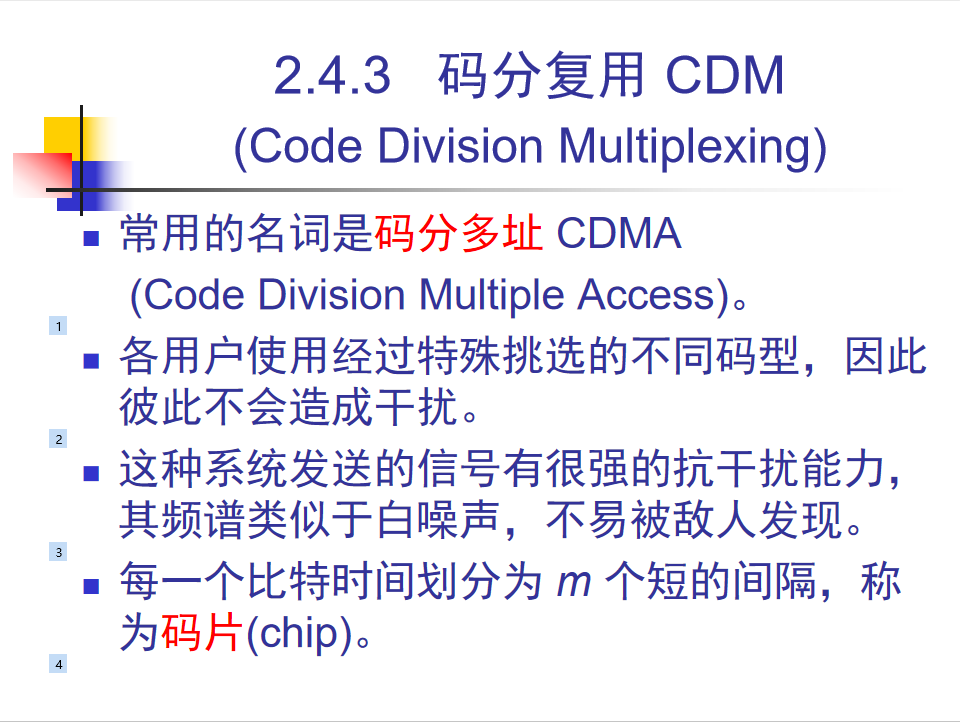 2.4.3 码分复用 CDM
(Code Division Multiplexing)
常用的名词是码分多址 CDMA
(Code Division Multiple Access)。
1
各用户使用经过特殊挑选的不同码型，因此
彼此不会造成干扰。
2
这种系统发送的信号有很强的抗干扰能力，
其频谱类似于白噪声，不易被敌人发现。
3
每一个比特时间划分为 m 个短的间隔，称
为码片(chip)。
4